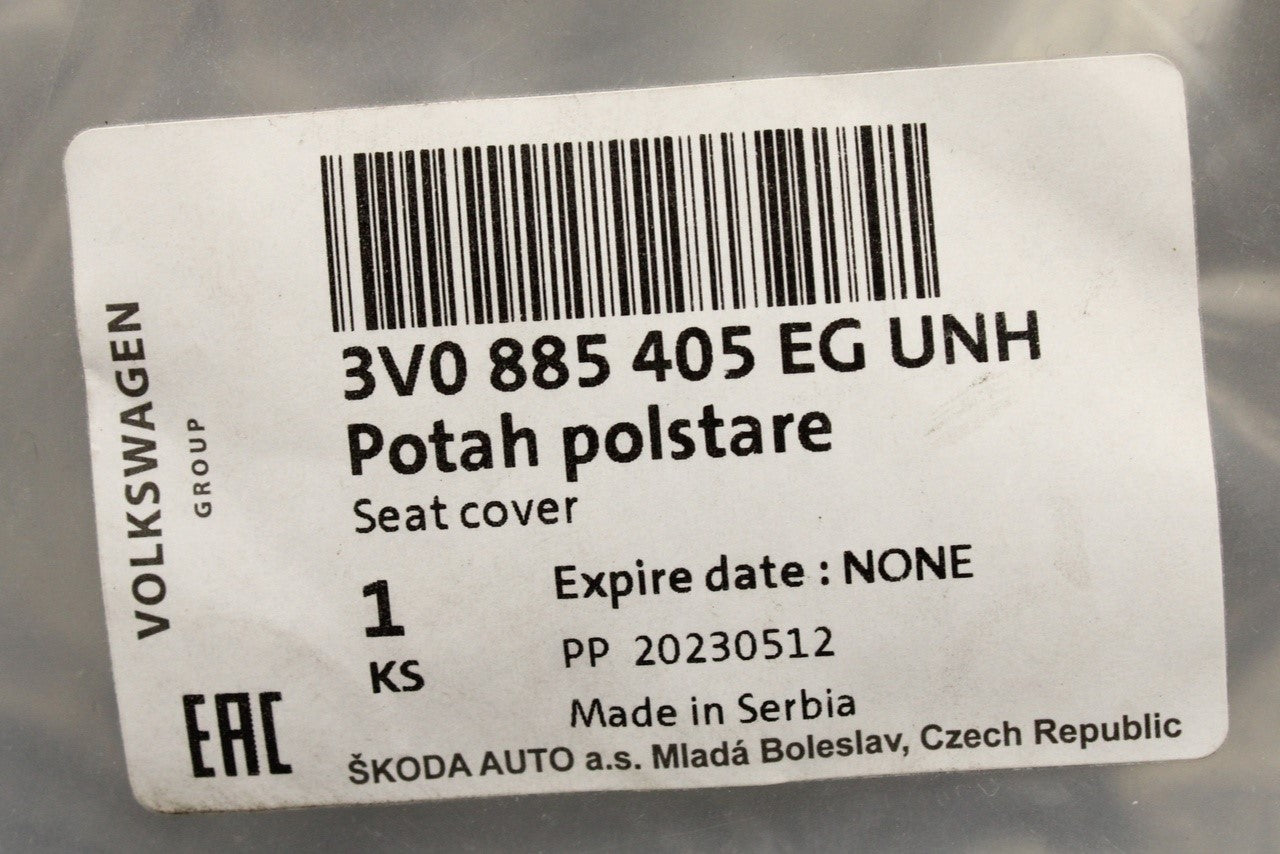 3V0 885 405 EG UNH
Potah polstare
Seat cover
1
KS
Expire date : NONE
PP 20230512
Made in Serbia
ŠKODA AUTO a.s. Mladá Boleslav, Czech Republic
VOLKSWAGEN
GROUP
EAC